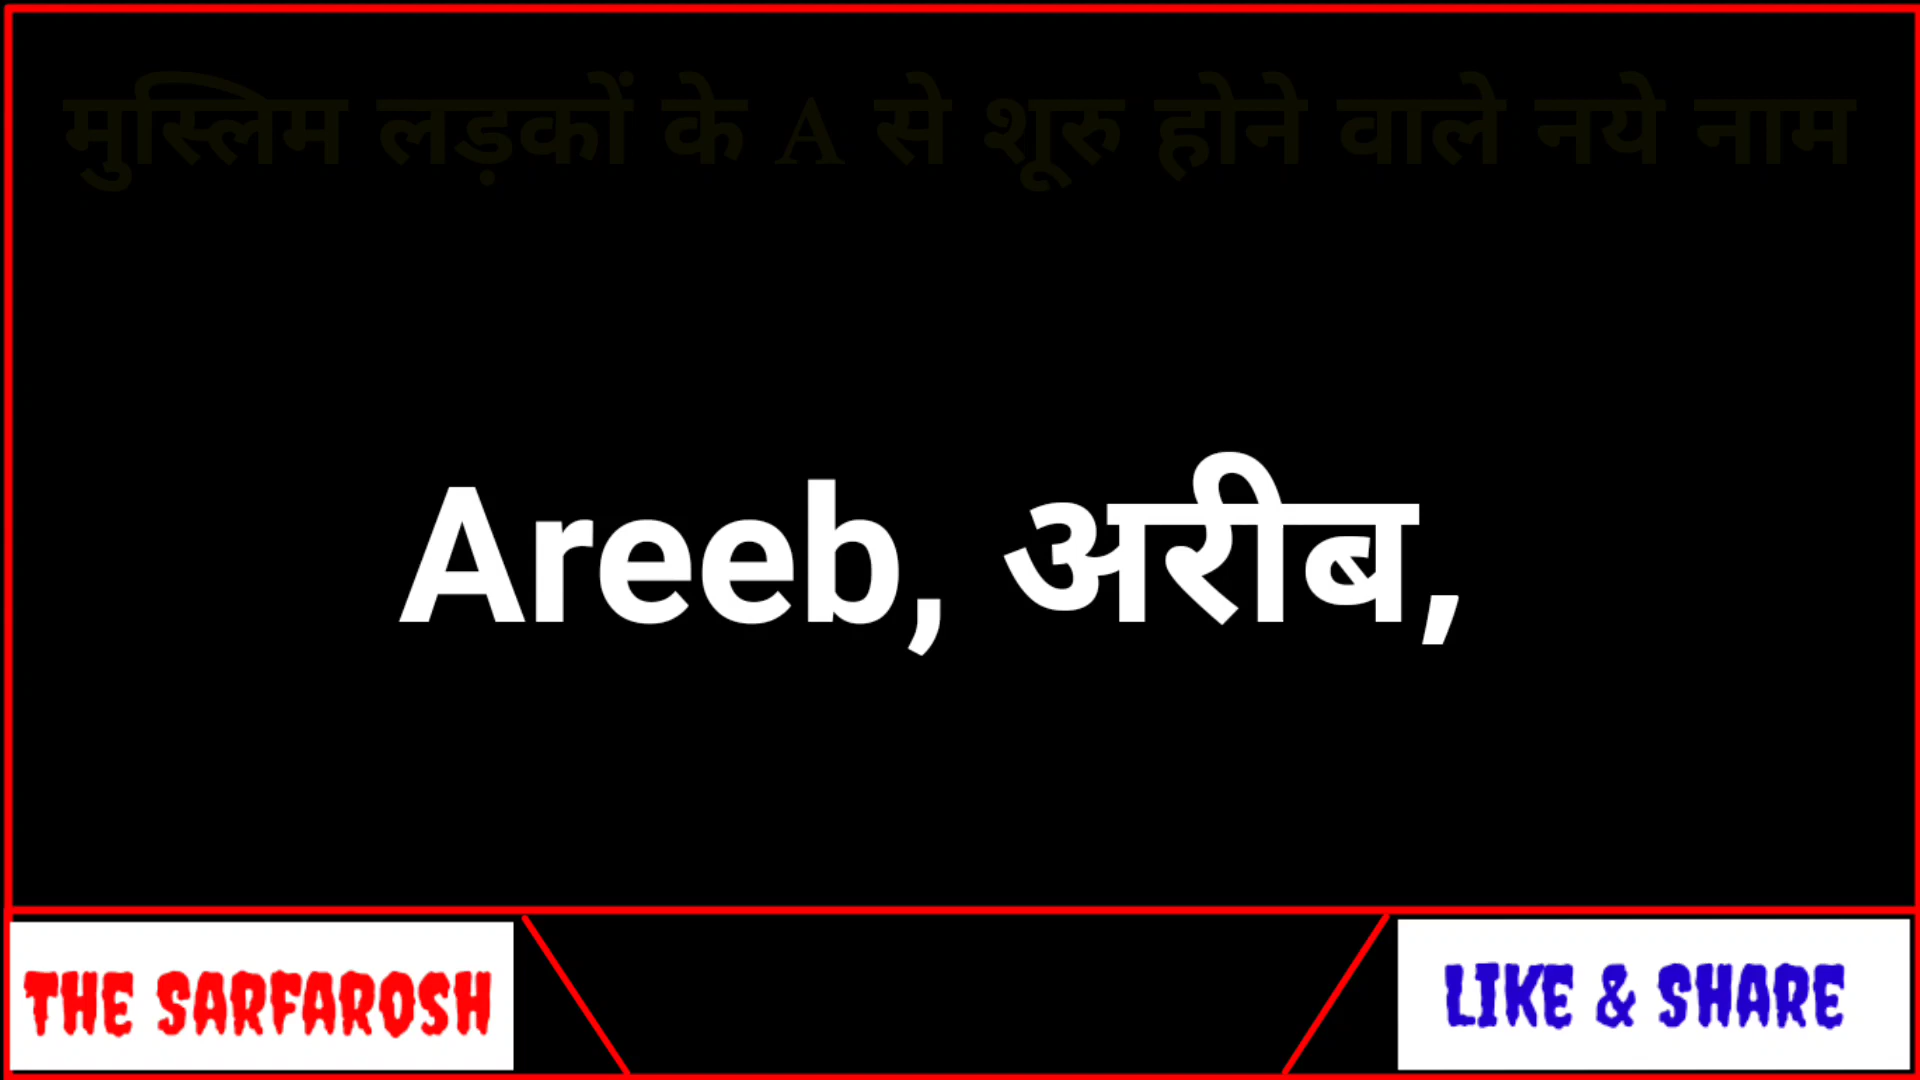 मुस्लिम लड़कों के A से शूरु होने वाले नये नाम
Areeb, अरीब,
THE SARFAROSH
LIKE & SHARE